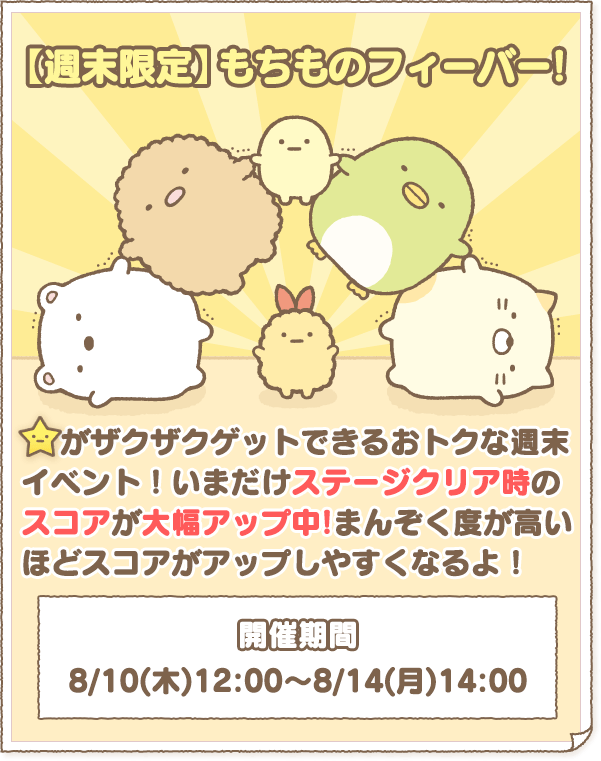 【週末限定】もちものフィーバー!
がザクザクゲットできるおトクな週末
イベント！いまだけステージクリア時の
スコアが大幅アップ中!まんぞく度が高い
ほどスコアがアップしやすくなるよ！
開催期間
8/10(木)12:00～8/14(月)14:00